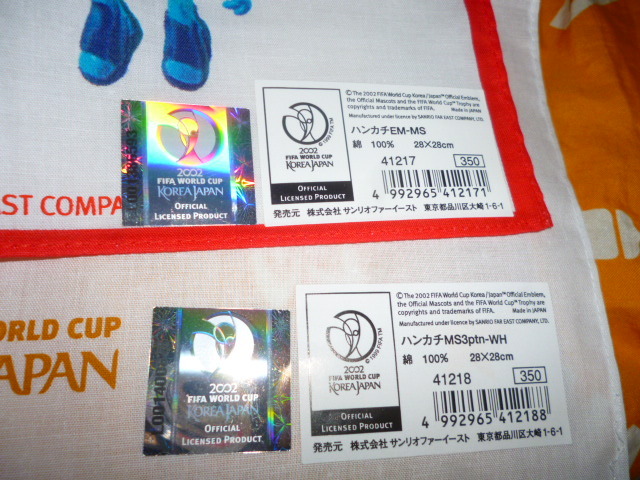 2002
FIFA WORLD CUP
KOREA JAPAN
OFFICIAL
LICENSED PRODUCT
© The 2002 FIFA World Cup Korea/Japan™ Official Emblem,
the Official Mascots and the FIFA World Cup™ Trophy are
copyrights and trademarks of FIFA. Made in JAPAN
Manufactured under licence by SANRIO FAR EAST COMPANY, LTD.
© 1999 FIFA TM
2002
FIFA WORLD CUP
KOREA JAPAN
OFFICIAL
LICENSED PRODUCT
ハンカチEM-MS
綿 100% 28×28cm
41217 350
4 992965 412171
発売元 株式会社 サンリオファーイースト 東京都品川区大崎1-6-1
AST COMPA
WORLD CUP
JAPAN
2002
FIFA WORLD CUP
KOREA JAPAN
OFFICIAL
LICENSED PRODUCT
© The 2002 FIFA World Cup Korea/Japan™ Official Emblem,
the Official Mascots and the FIFA World Cup™ Trophy are
copyrights and trademarks of FIFA. Made in JAPAN
Manufactured under licence by SANRIO FAR EAST COMPANY, LTD.
© 1999 FIFA TM
2002
FIFA WORLD CUP
KOREA JAPAN
OFFICIAL
LICENSED PRODUCT
ハンカチMS3ptn-WH
綿 100% 28×28cm
41218 350
4 992965 412188
発売元 株式会社 サンリオファーイースト 東京都品川区大崎1-6-1